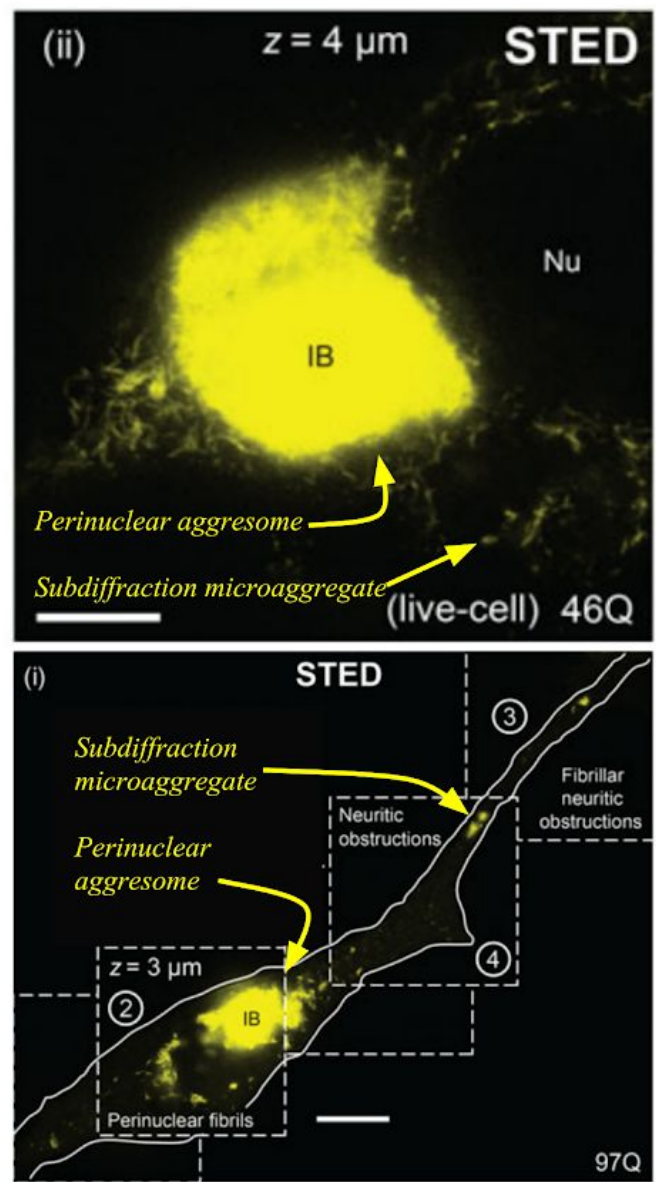 (ii)
z = 4 µm
STED
Nu
IB
Perinuclear aggresome
Subdiffraction microaggregate
(live-cell) 46Q
(i)
STED
3
Subdiffraction
microaggregate
Fibrillar
neuritic
obstructions
Neuritic
obstructions
Perinuclear
aggresome
4
z = 3 µm
2
IB
Perinuclear fibrils
97Q